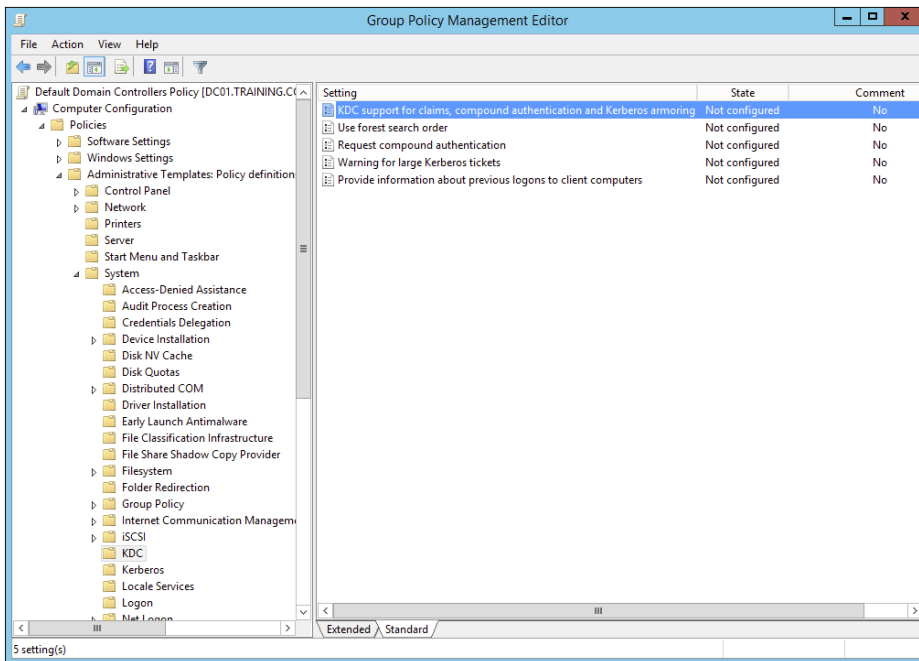 Group Policy Management Editor
File Action View Help
Default Domain Controllers Policy [DC01.TRAINING.C(
Computer Configuration
Policies
Software Settings
Windows Settings
Administrative Templates: Policy definition
Control Panel
Network
Printers
Server
Start Menu and Taskbar
System
Access-Denied Assistance
Audit Process Creation
Credentials Delegation
Device Installation
Disk NV Cache
Disk Quotas
Distributed COM
Driver Installation
Early Launch Antimalware
File Classification Infrastructure
File Share Shadow Copy Provider
Filesystem
Folder Redirection
Group Policy
Internet Communication Managem
iSCSI
KDC
Kerberos
Locale Services
Logon
Net Logon
Setting State Comment
KDC support for claims, compound authentication and Kerberos armoring Not configured No
Use forest search order Not configured No
Request compound authentication Not configured No
Warning for large Kerberos tickets Not configured No
Provide information about previous logons to client computers Not configured No
Extended Standard
5 setting(s)